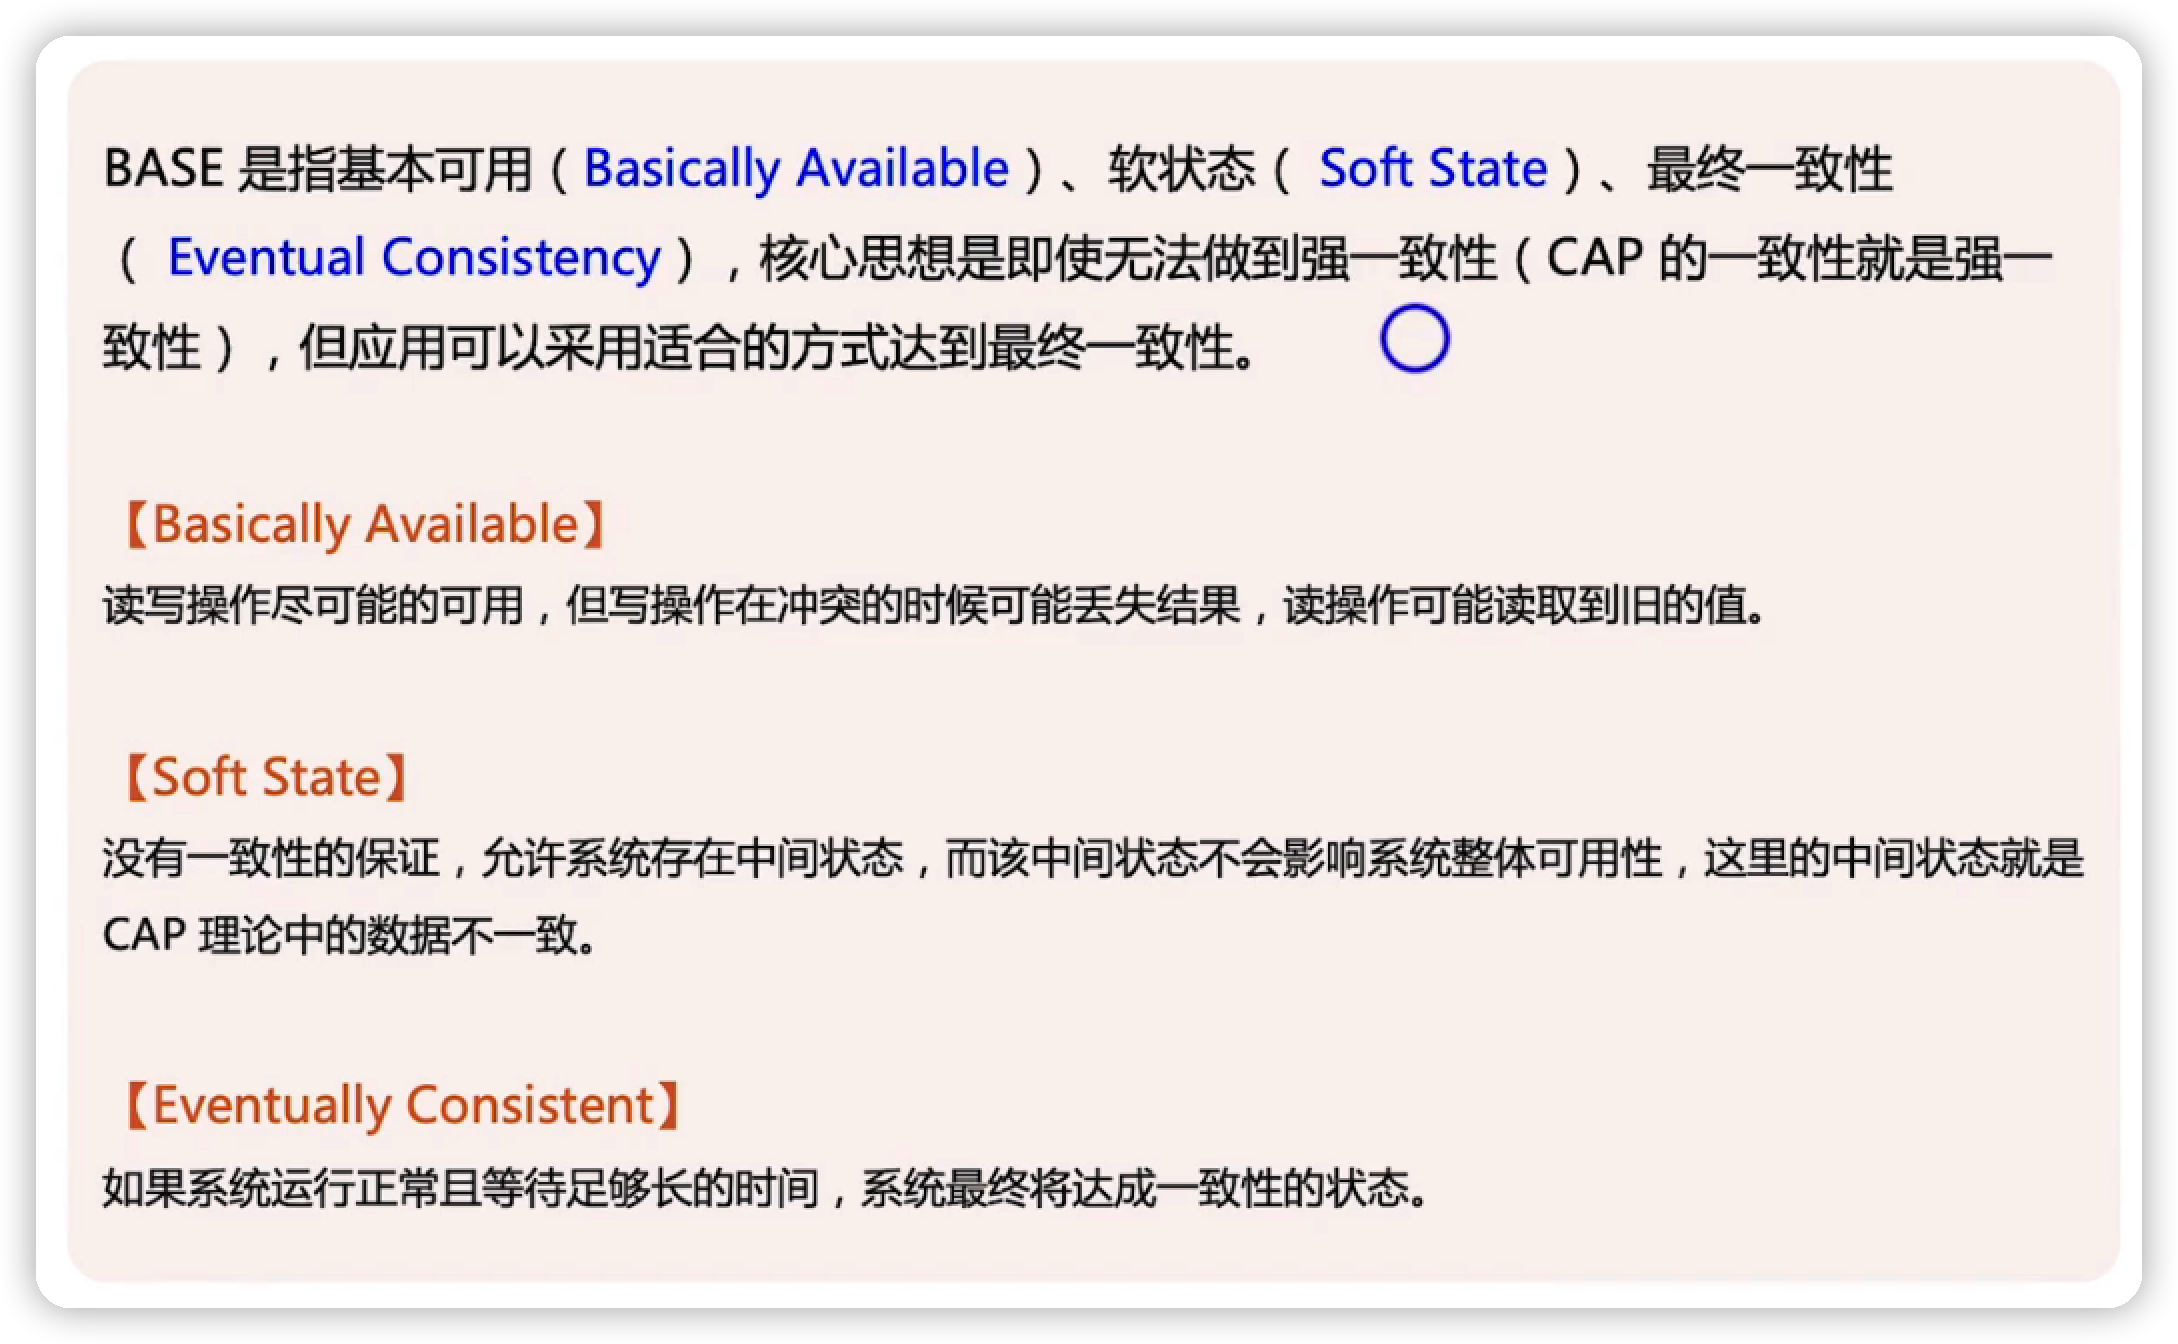 BASE 是指基本可用（Basically Available）、软状态（ Soft State）、最终一致性
（ Eventual Consistency），核心思想是即使无法做到强一致性（CAP 的一致性就是强一
致性），但应用可以采用适合的方式达到最终一致性。
【Basically Available】
读写操作尽可能的可用，但写操作在冲突的时候可能丢失结果，读操作可能读取到旧的值。
【Soft State】
没有一致性的保证，允许系统存在中间状态，而该中间状态不会影响系统整体可用性，这里的中间状态就是
CAP 理论中的数据不一致。
【Eventually Consistent】
如果系统运行正常且等待足够长的时间，系统最终将达成一致性的状态。